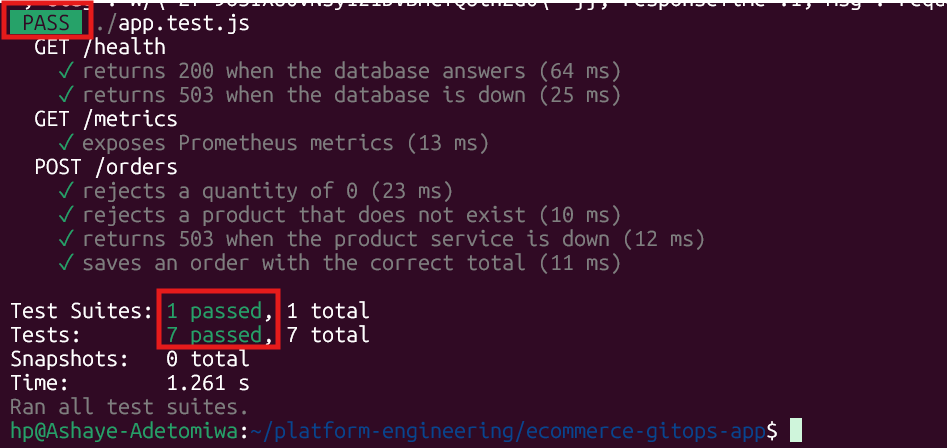 PASS ./app.test.js
GET /health
✓ returns 200 when the database answers (64 ms)
✓ returns 503 when the database is down (25 ms)
GET /metrics
✓ exposes Prometheus metrics (13 ms)
POST /orders
✓ rejects a quantity of 0 (23 ms)
✓ rejects a product that does not exist (10 ms)
✓ returns 503 when the product service is down (12 ms)
✓ saves an order with the correct total (11 ms)
Test Suites: 1 passed, 1 total
Tests: 7 passed, 7 total
Snapshots: 0 total
Time: 1.261 s
Ran all test suites.
hp@Ashaye-Adetomiwa:~/platform-engineering/ecommerce-gitops-app$